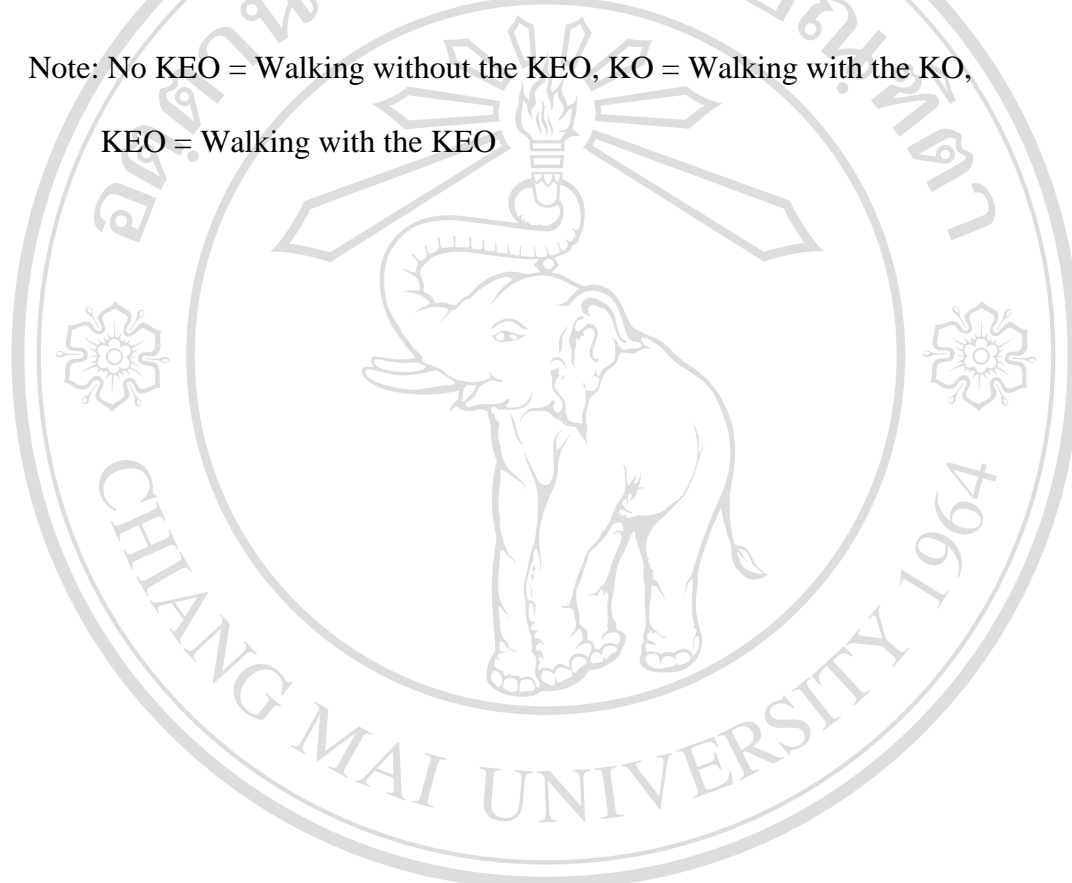 Note: No KEO = Walking without the KEO, KO = Walking with the KO,
KEO = Walking with the KEO
CHIANG MAI UNIVERSITY 1964